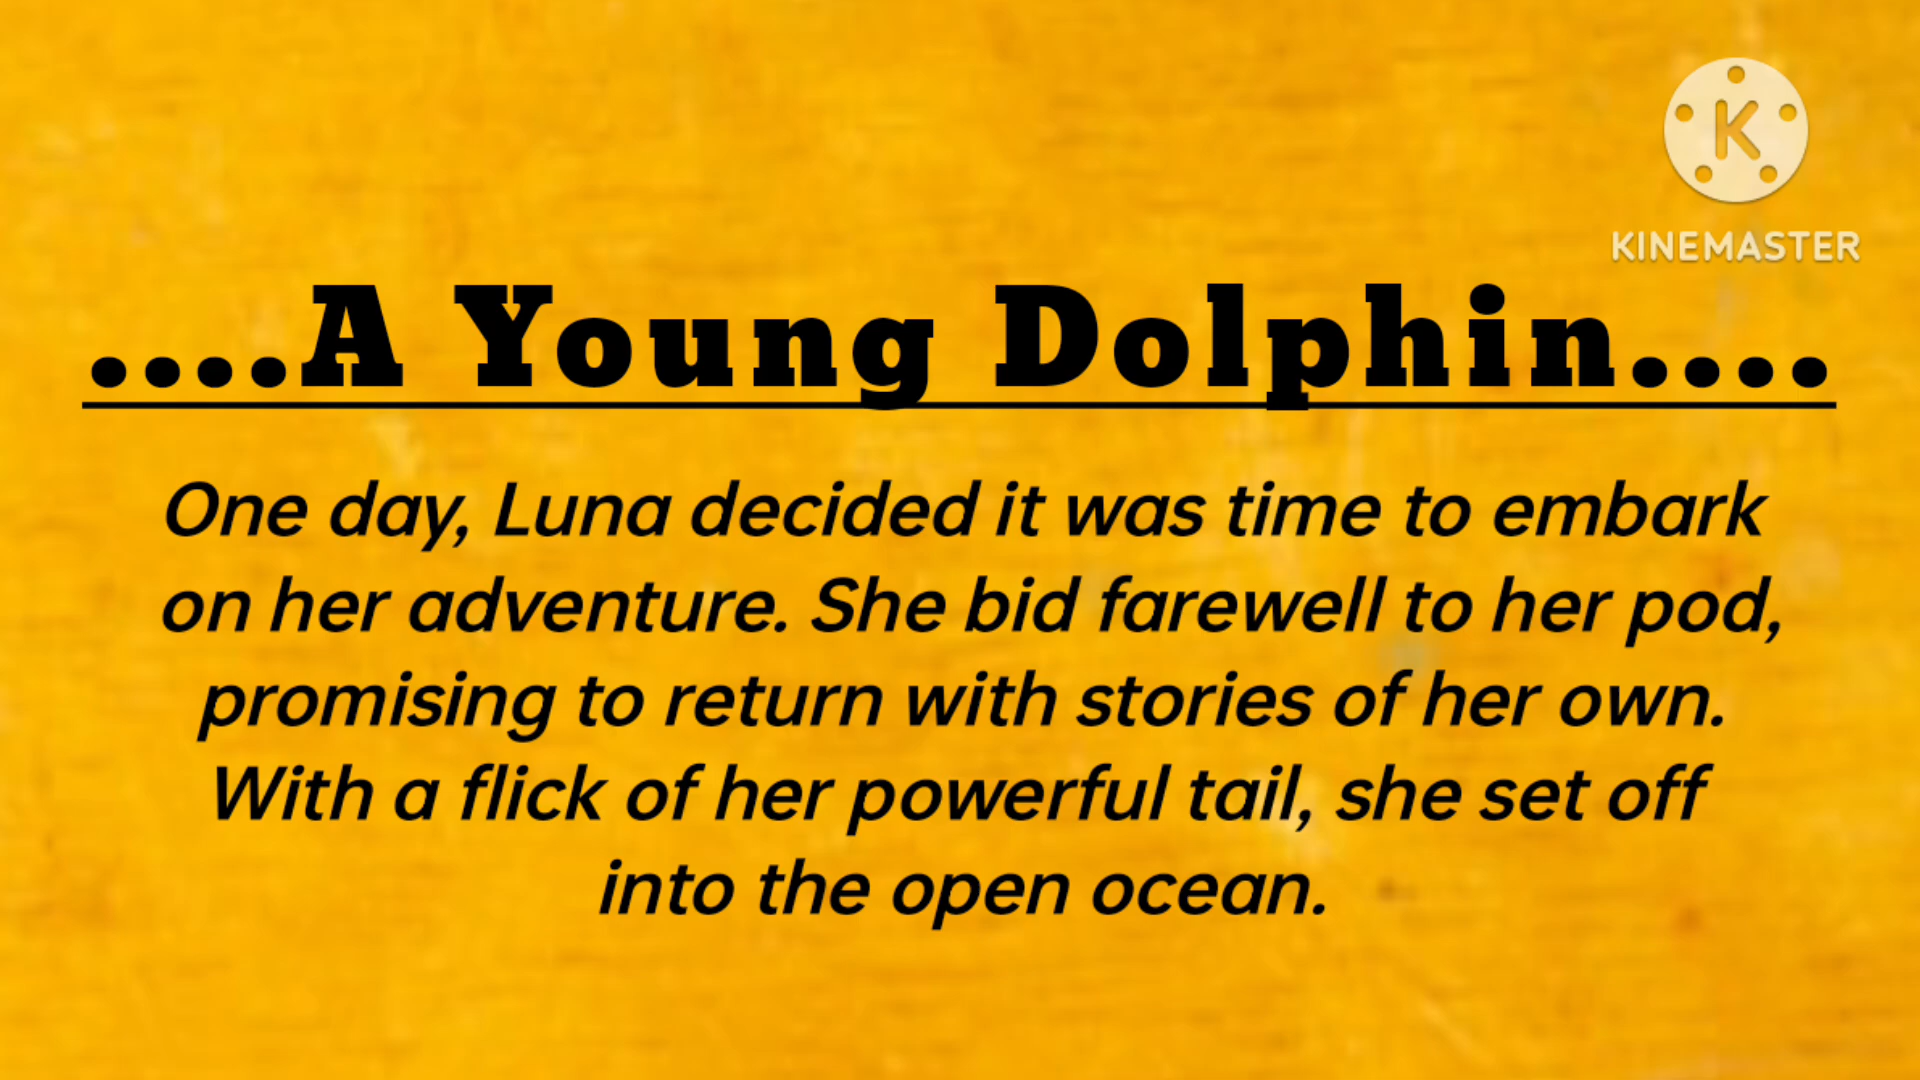 K
KINEMASTER
....A Young Dolphin....
One day, Luna decided it was time to embark
on her adventure. She bid farewell to her pod,
promising to return with stories of her own.
With a flick of her powerful tail, she set off
into the open ocean.